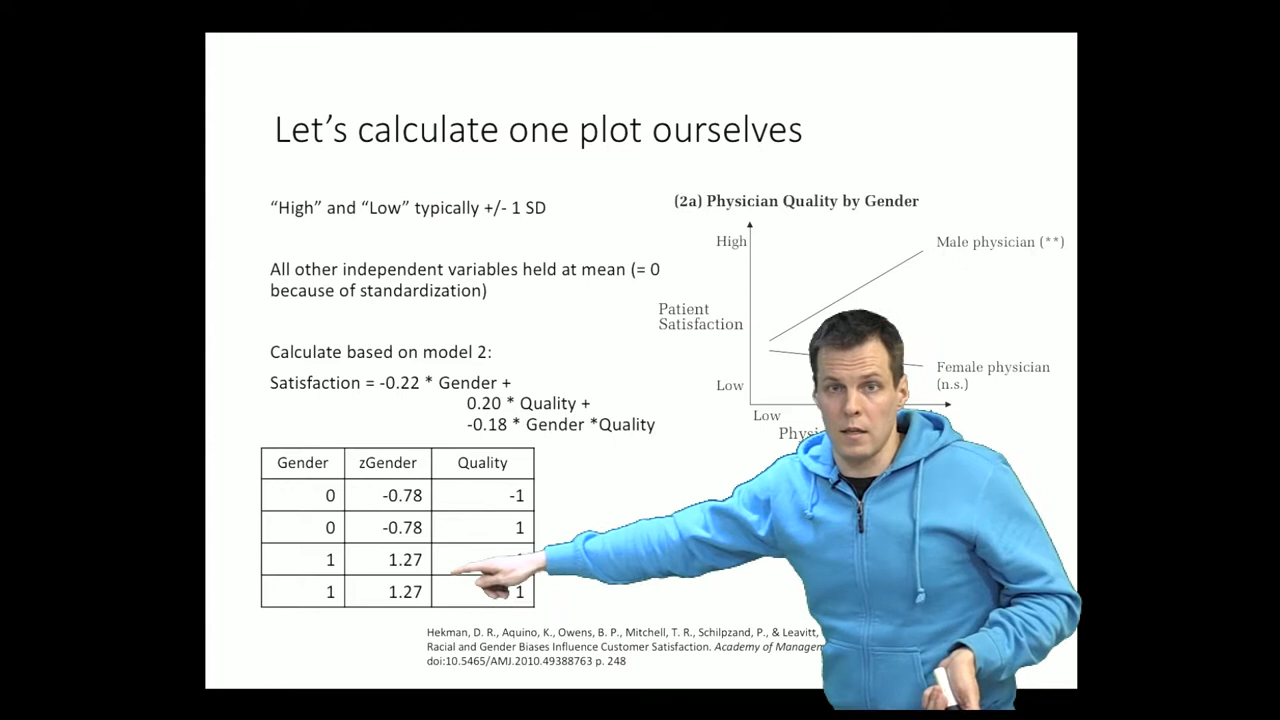 Let's calculate one plot ourselves
"High" and "Low" typically +/- 1 SD
All other independent variables held at mean (= 0
because of standardization)
Calculate based on model 2:
Satisfaction = -0.22 * Gender +
0.20 * Quality +
-0.18 * Gender *Quality
Gender zGender Quality
0 -0.78 -1
0 -0.78 1
1 1.27
1 1.27 1
(2a) Physician Quality by Gender
High
Male physician (**)
Patient
Satisfaction
Female physician
(n.s.)
Low
Low
Hekman, D. R., Aquino, K., Owens, B. P., Mitchell, T. R., Schilpzand, P., & Leavitt,
Racial and Gender Biases Influence Customer Satisfaction. Academy of
doi:10.5465/AMJ.2010.49388763 p. 248